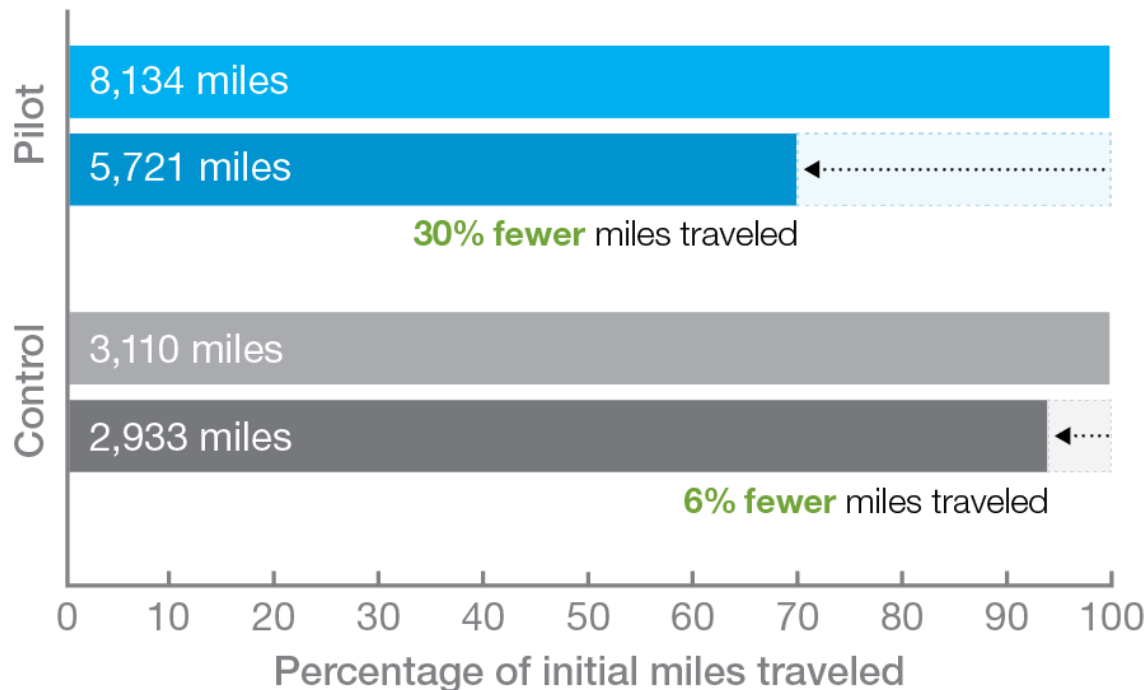 Pilot
8,134 miles
5,721 miles
30% fewer miles traveled
Control
3,110 miles
2,933 miles
6% fewer miles traveled
0 10 20 30 40 50 60 70 80 90 100
Percentage of initial miles traveled